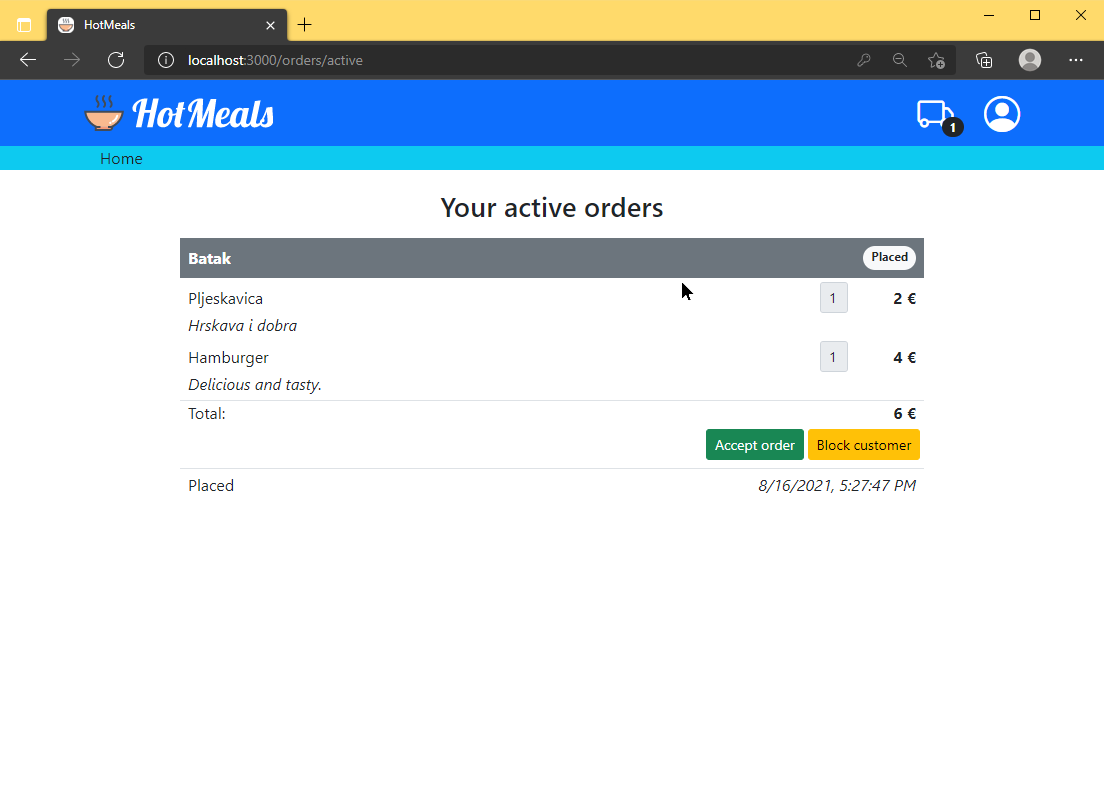 HotMeals
localhost:3000/orders/active
HotMeals
1
Home
Your active orders
Batak Placed
Pljeskavica 1 2 €
Hrskava i dobra
Hamburger 1 4 €
Delicious and tasty.
Total: 6 €
Accept order Block customer
Placed 8/16/2021, 5:27:47 PM